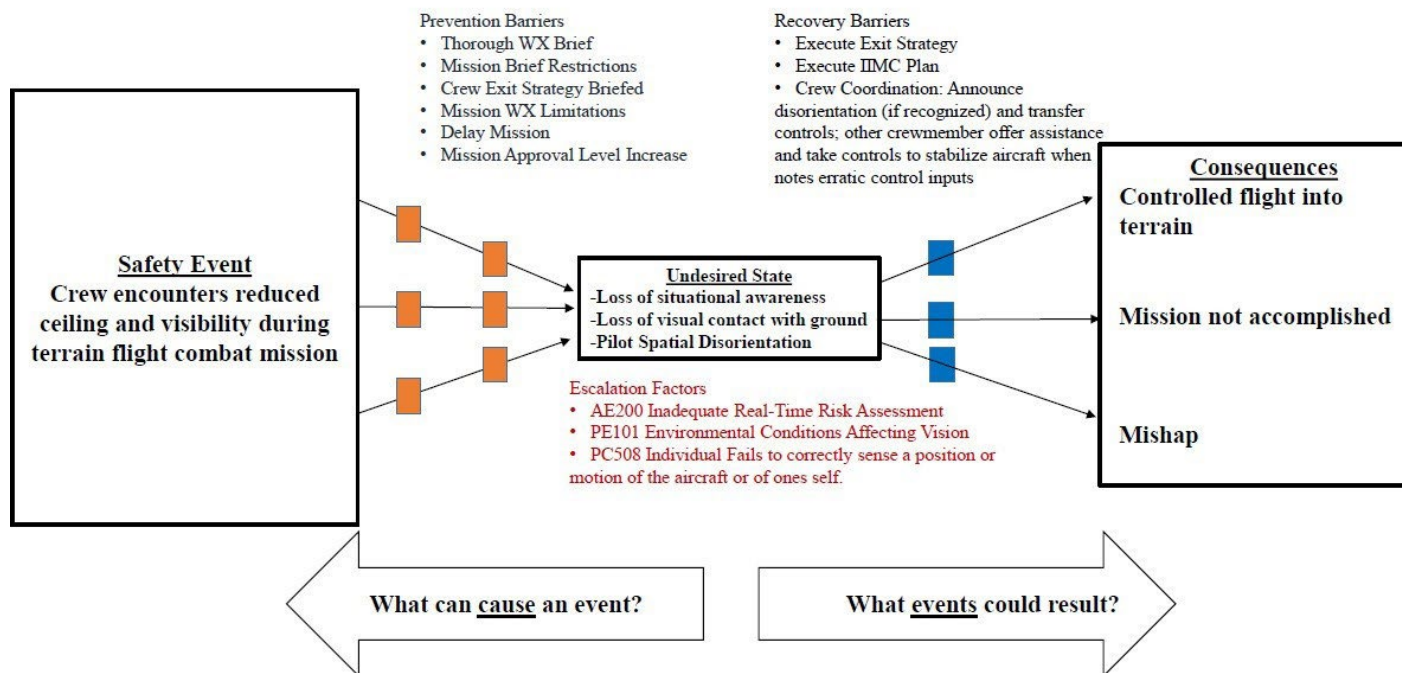 Prevention Barriers
• Thorough WX Brief
• Mission Brief Restrictions
• Crew Exit Strategy Briefed
• Mission WX Limitations
• Delay Mission
• Mission Approval Level Increase
Recovery Barriers
• Execute Exit Strategy
• Execute IIMC Plan
• Crew Coordination: Announce
disorientation (if recognized) and transfer
controls; other crewmember offer assistance
and take controls to stabilize aircraft when
notes erratic control inputs
Safety Event
Crew encounters reduced
ceiling and visibility during
terrain flight combat mission
Undesired State
-Loss of situational awareness
-Loss of visual contact with ground
-Pilot Spatial Disorientation
Escalation Factors
• AE200 Inadequate Real-Time Risk Assessment
• PE101 Environmental Conditions Affecting Vision
• PC508 Individual Fails to correctly sense a position or
motion of the aircraft or of ones self.
Consequences
Controlled flight into
terrain
Mission not accomplished
Mishap
What can cause an event?
What events could result?